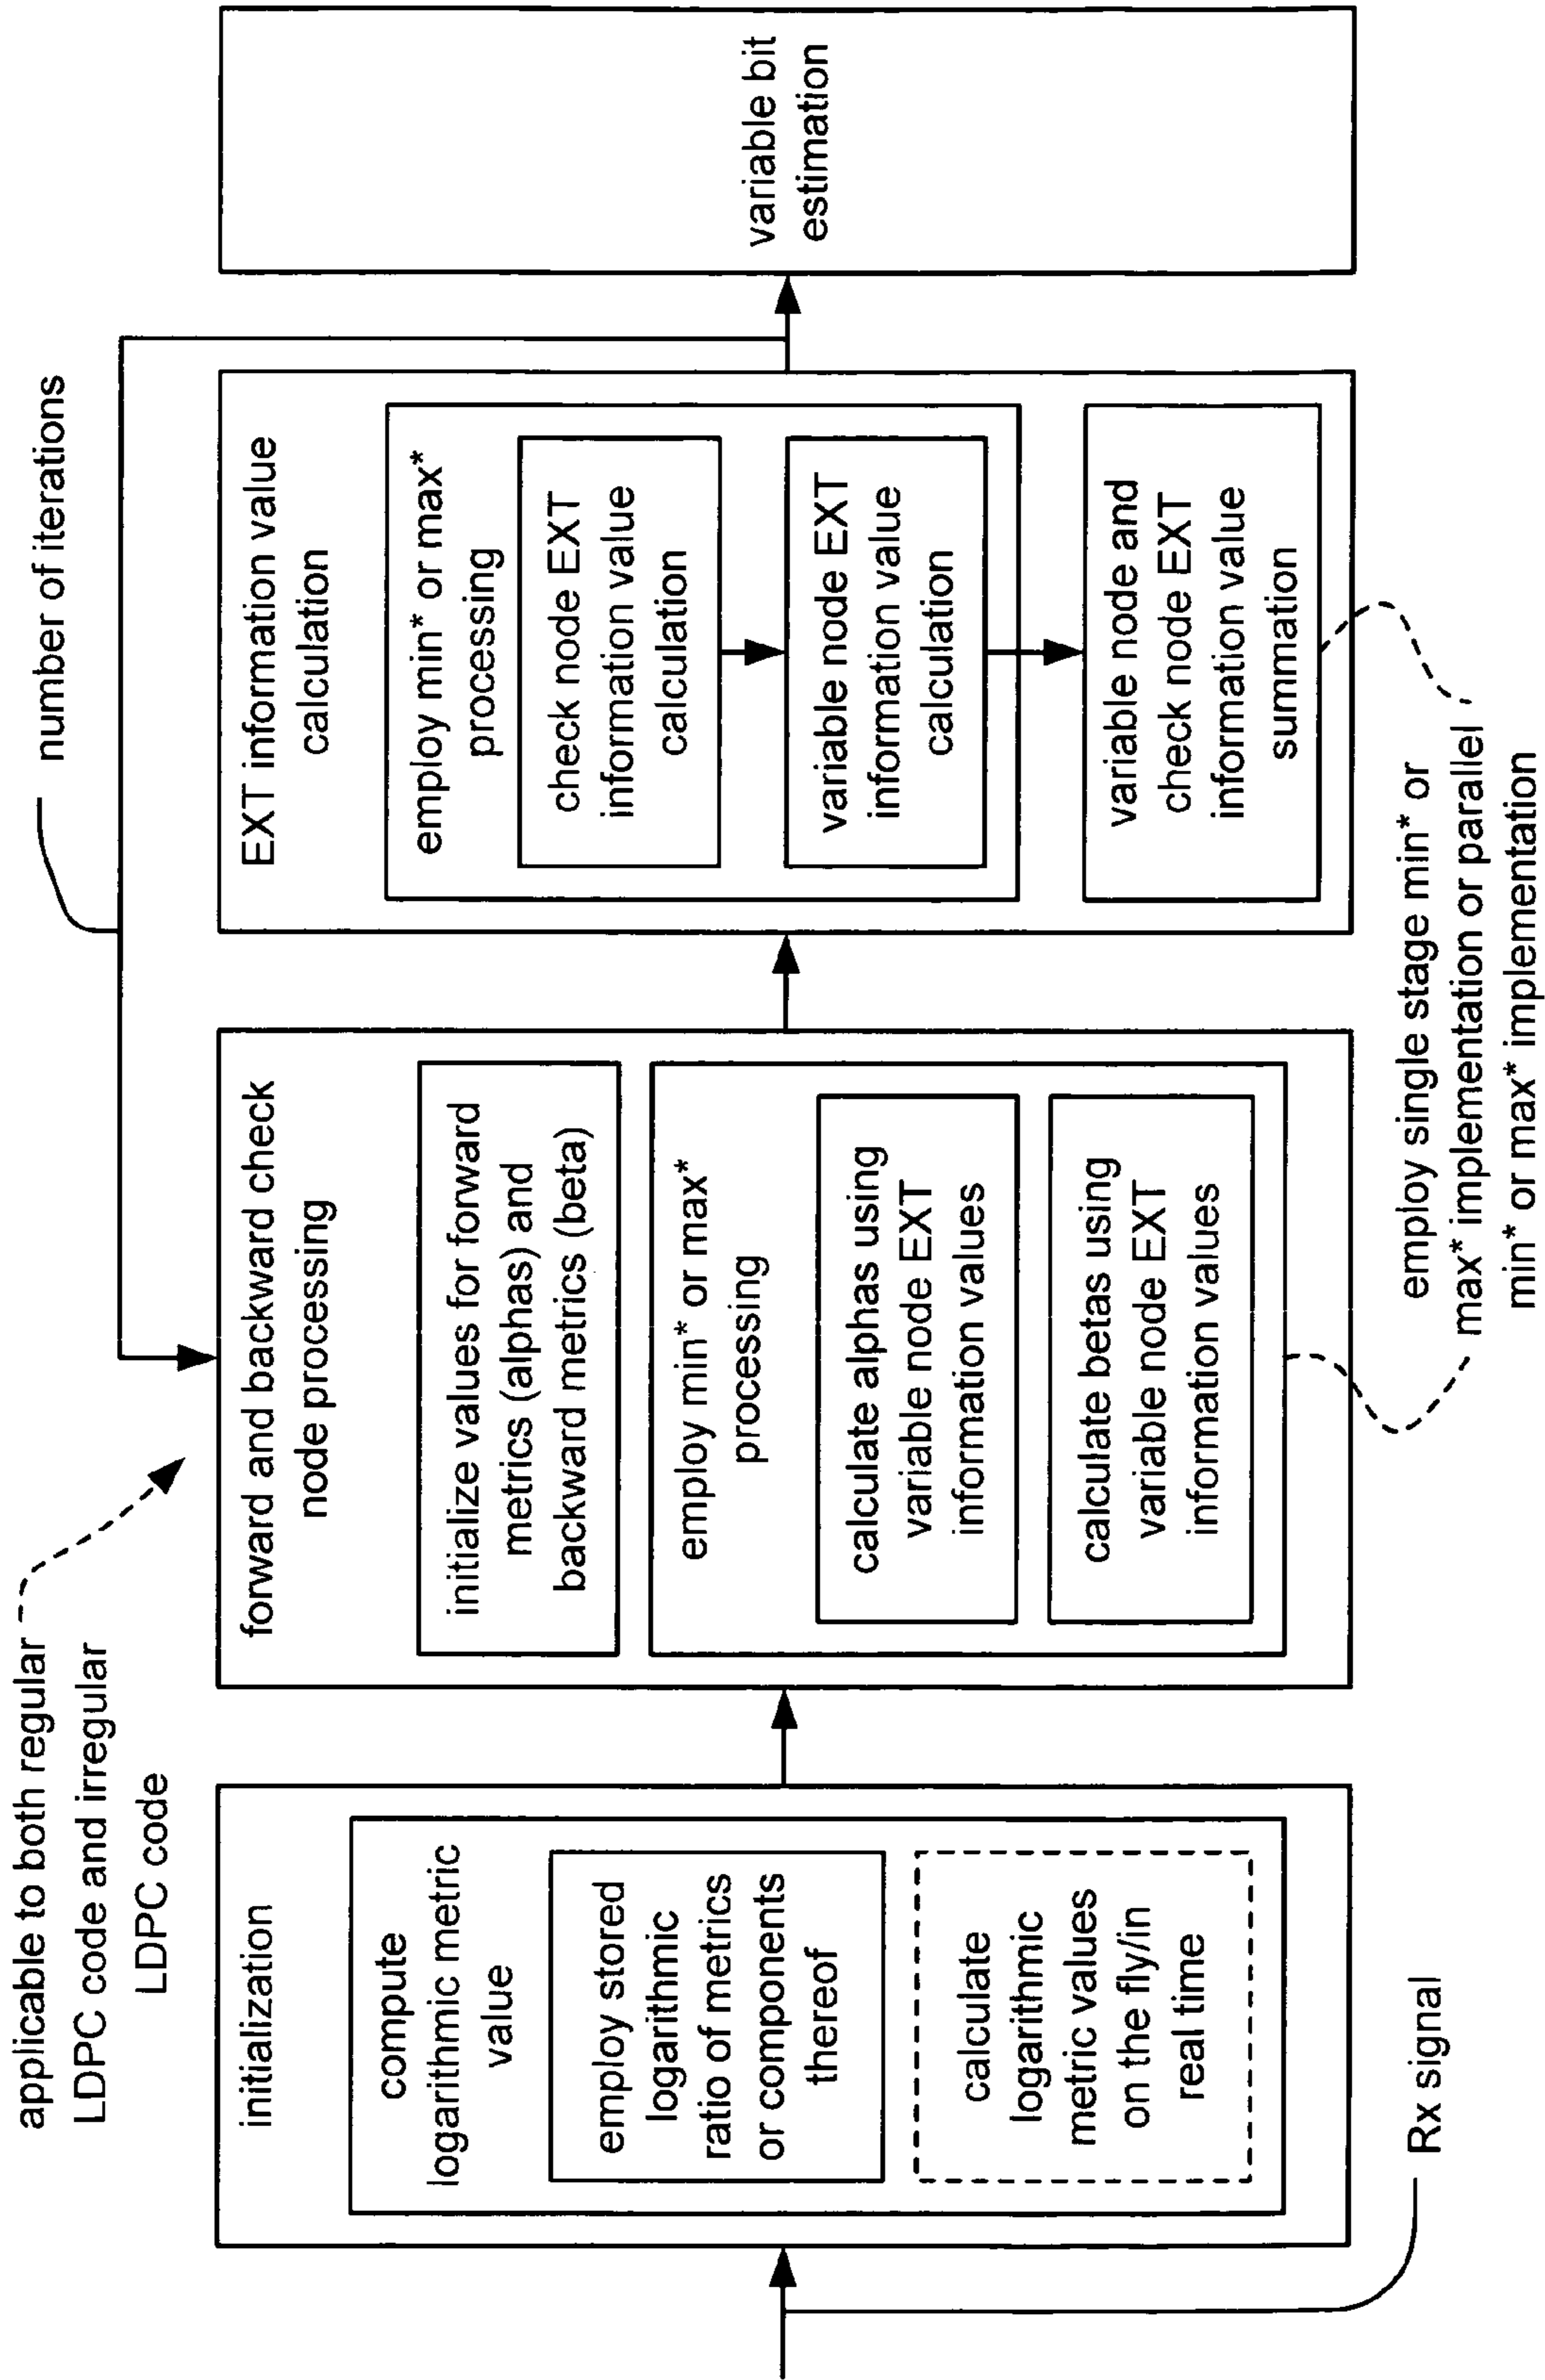 applicable to both regular
LDPC code and irregular
LDPC code
number of iterations
initialization
compute
logarithmic metric
value
employ stored
logarithmic
ratio of metrics
or components
thereof
calculate
logarithmic
metric values
on the fly/in
real time
Rx signal
forward and backward check
node processing
initialize values for forward
metrics (alphas) and
backward metrics (beta)
employ min* or max*
processing
calculate alphas using
variable node EXT
information values
calculate betas using
variable node EXT
information values
EXT information value
calculation
employ min* or max*
processing
check node EXT
information value
calculation
variable node EXT
information value
calculation
variable node and
check node EXT
information value
summation
employ single stage min* or
max* implementation or parallel
min* or max* implementation
variable bit
estimation